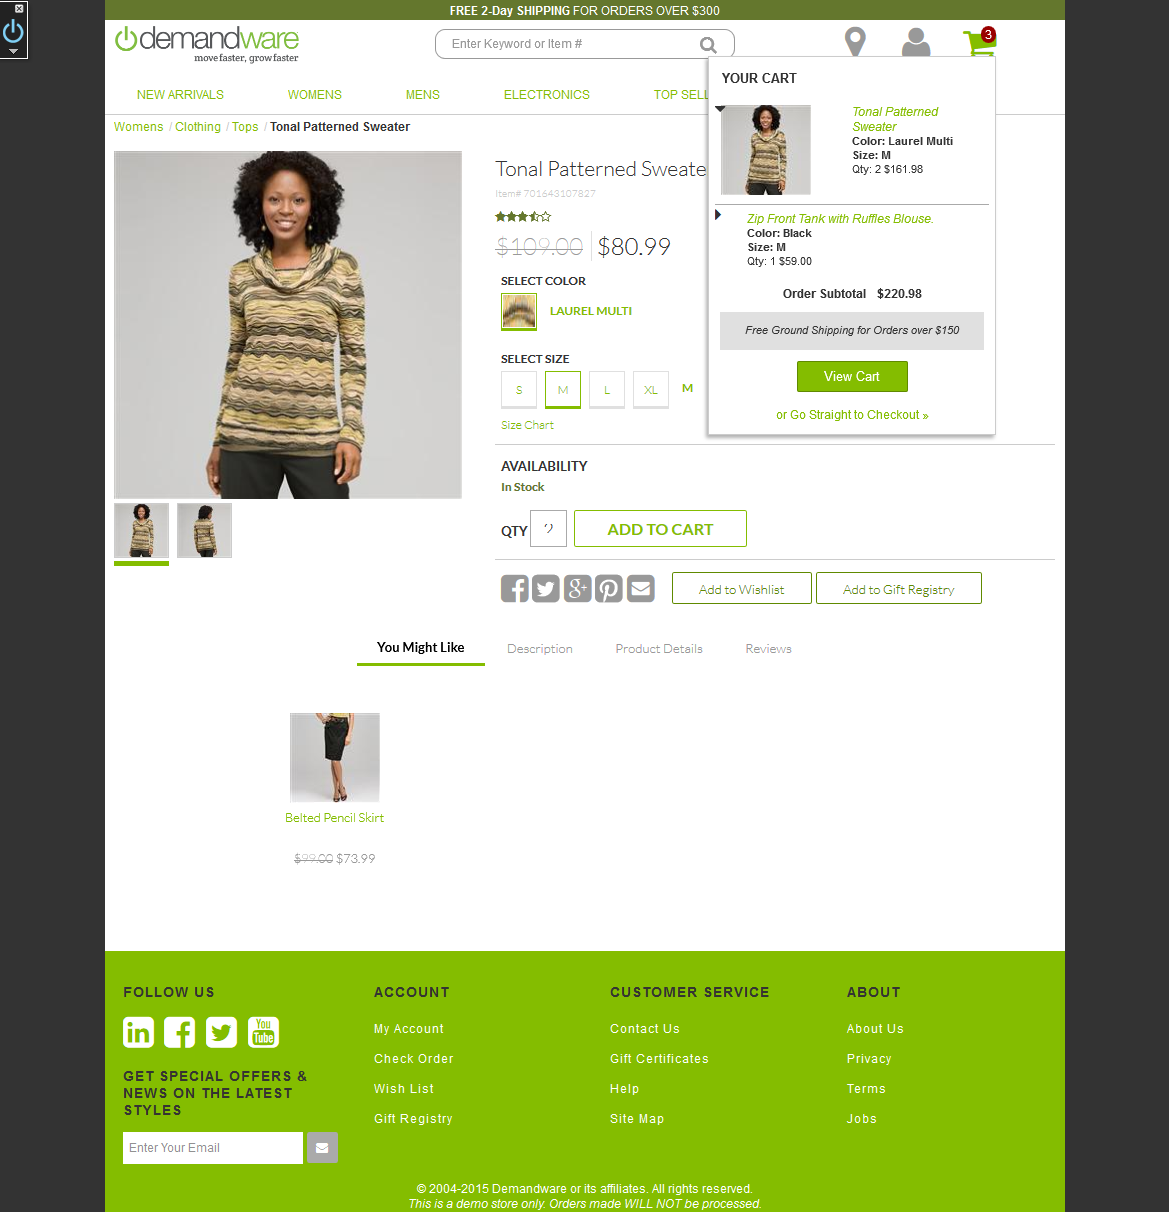 FREE 2-Day SHIPPING FOR ORDERS OVER $300
demandware
move faster, grow faster
Enter Keyword or Item #
3
NEW ARRIVALS
WOMENS
MENS
ELECTRONICS
TOP SELL
Womens / Clothing / Tops / Tonal Patterned Sweater
YOUR CART
Tonal Patterned
Sweater
Color: Laurel Multi
Size: M
Qty: 2 $161.98
Zip Front Tank with Ruffles Blouse.
Color: Black
Size: M
Qty: 1 $59.00
Order Subtotal $220.98
Free Ground Shipping for Orders over $150
View Cart
or Go Straight to Checkout »
Tonal Patterned Sweate
Item# 701643107827
$109.00 $80.99
SELECT COLOR
LAUREL MULTI
SELECT SIZE
S M L XL M
Size Chart
AVAILABILITY
In Stock
QTY
ADD TO CART
Add to Wishlist
Add to Gift Registry
You Might Like
Description
Product Details
Reviews
Belted Pencil Skirt
$99.00 $73.99
FOLLOW US
You
Tube
GET SPECIAL OFFERS &
NEWS ON THE LATEST
STYLES
Enter Your Email
ACCOUNT
My Account
Check Order
Wish List
Gift Registry
CUSTOMER SERVICE
Contact Us
Gift Certificates
Help
Site Map
ABOUT
About Us
Privacy
Terms
Jobs
© 2004-2015 Demandware or its affiliates. All rights reserved.
This is a demo store only. Orders made WILL NOT be processed.